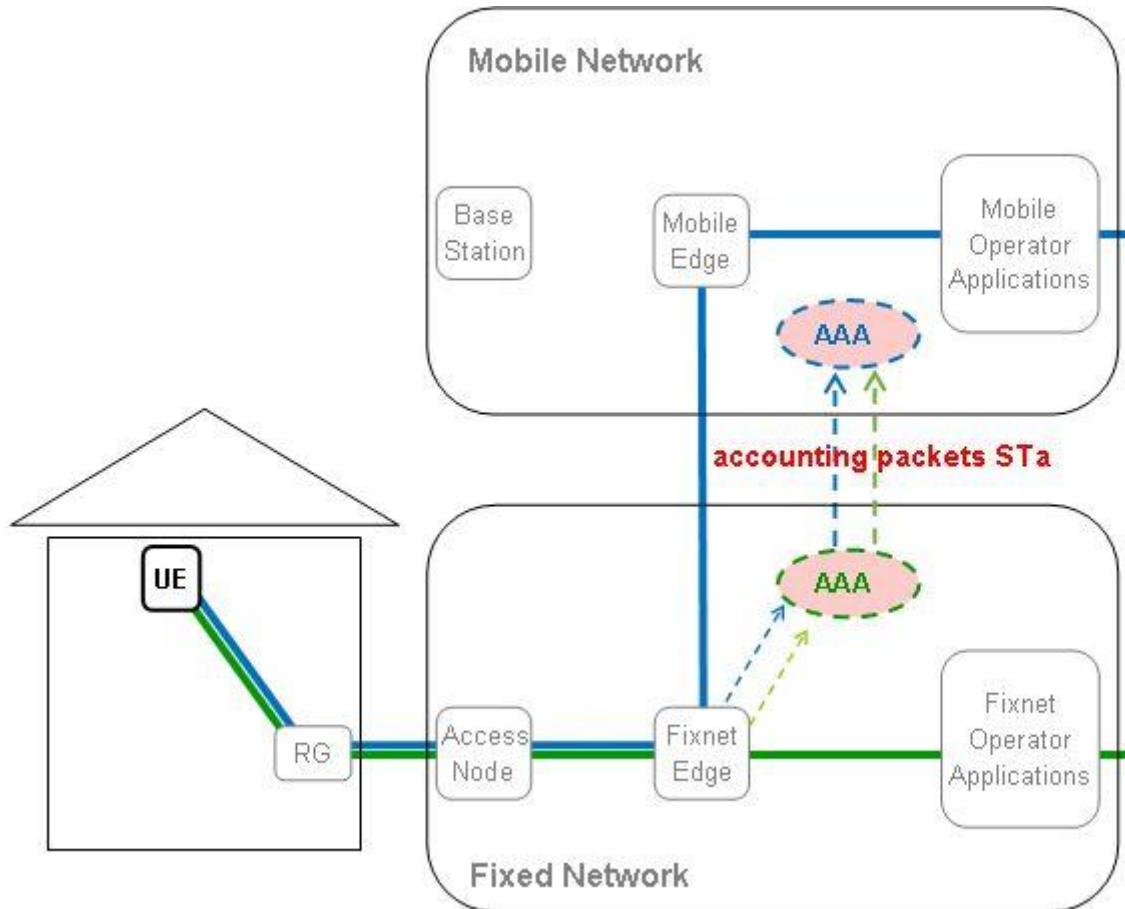 Mobile Network
Base
Station
Mobile
Edge
Mobile
Operator
Applications
AAA
accounting packets STa
UE
AAA
RG
Access
Node
Fixnet
Edge
Fixnet
Operator
Applications
Fixed Network